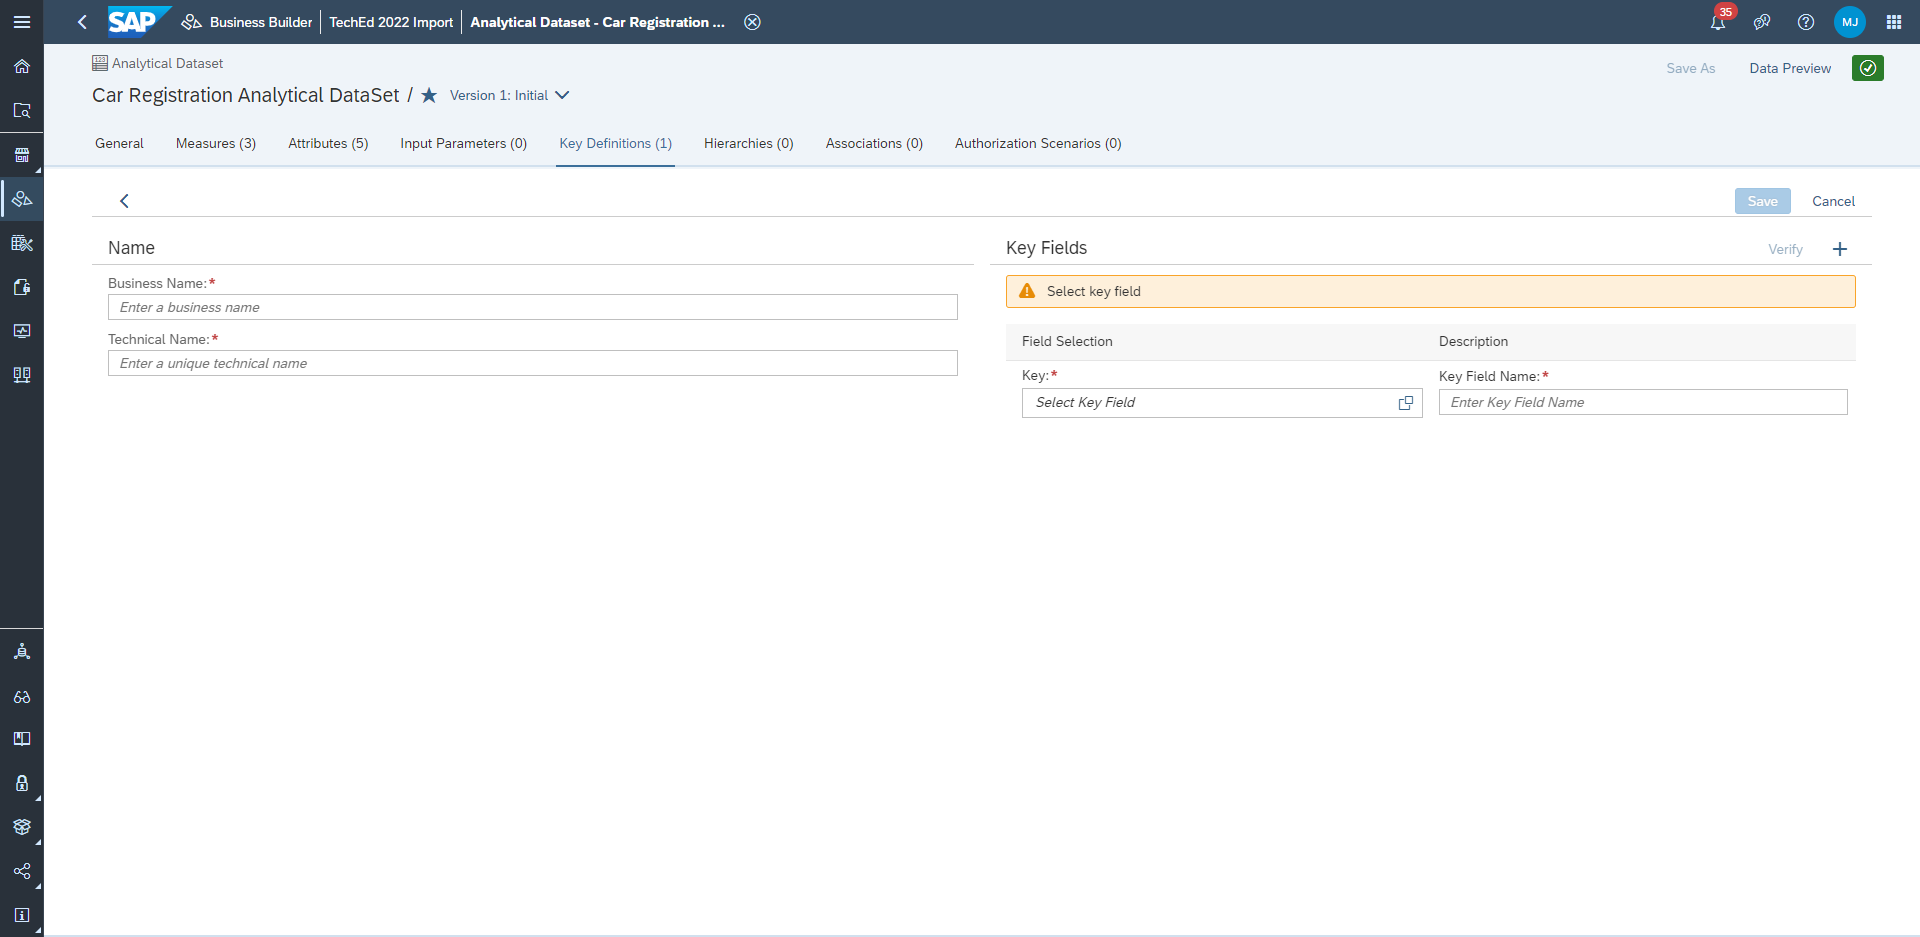 SAP Business Builder TechEd 2022 Import Analytical Dataset - Car Registration ... 35 MJ
Analytical Dataset
Save As Data Preview
Car Registration Analytical DataSet / Version 1: Initial
General Measures (3) Attributes (5) Input Parameters (0) Key Definitions (1) Hierarchies (0) Associations (0) Authorization Scenarios (0)
Save Cancel
Name
Business Name:*
Enter a business name
Technical Name:*
Enter a unique technical name
Key Fields Verify
Select key field
Field Selection Description
Key:* Key Field Name:*
Select Key Field Enter Key Field Name